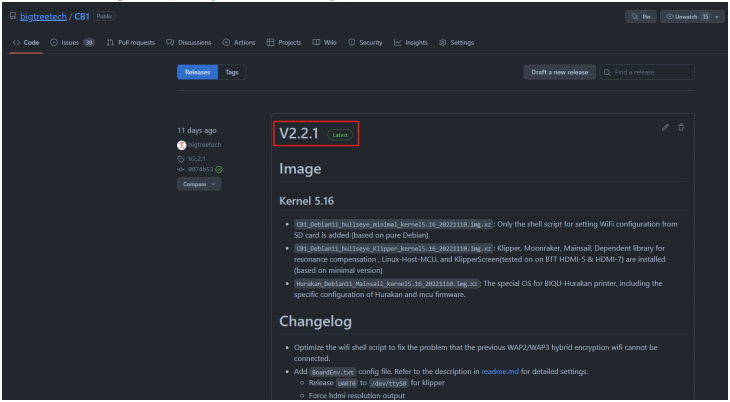 bigtreetech / CB1 Public
Pin
Unwatch 15
Code
Issues 39
Pull requests
Discussions
Actions
Projects
Wiki
Security
Insights
Settings
Releases
Tags
Draft a new release
Find a release
11 days ago
bigtreetech
V2.2.1
0874b53
Compare
V2.2.1 Latest
Image
Kernel 5.16
CB1_Debian11_bullseye_minimal_kernel5.16_20221110.img.xz : Only the shell script for setting WiFi configuration from
SD card is added (based on pure Debian)
CB1_Debian11_bullseye_Klipper_kernel5.16_20221110.img.xz : Klipper, Moonraker, Mainsail, Dependent library for
resonance compensation , Linux-Host-MCU, and KlipperScreen(tested on on BTT HDMI-5 & HDMI-7) are installed
(based on minimal version)
Hurakan_Debian11_Mainsail_kernel5.16_20221110.img.xz : The special OS for BIQU-Hurakan printer, including the
specific configuration of Hurakan and mcu firmware.
Changelog
Optimize the wifi shell script to fix the problem that the previous WAP2/WAP3 hybrid encryption wifi cannot be
connected.
Add BoardEnv.txt config file. Refer to the description in readme.md for detailed settings.
Release UART0 to /dev/ttyS0 for klipper
Force hdmi resolution output